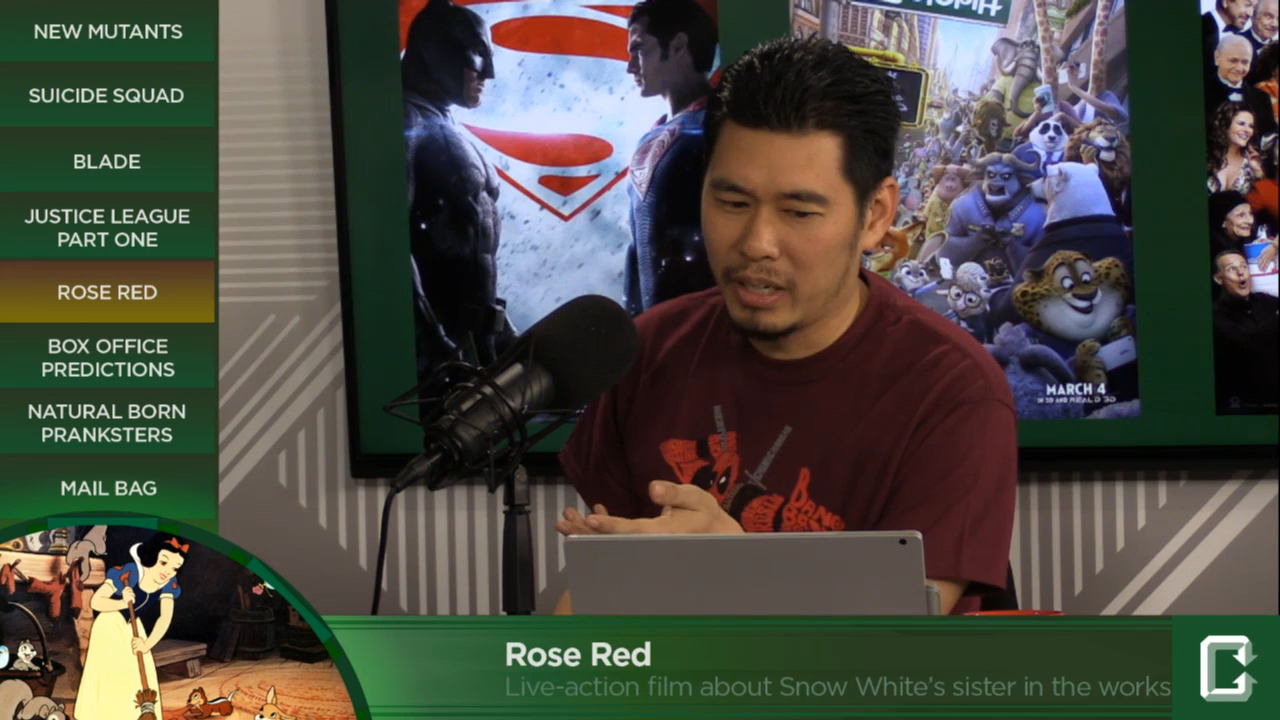 NEW MUTANTS
SUICIDE SQUAD
BLADE
JUSTICE LEAGUE
PART ONE
ROSE RED
BOX OFFICE
PREDICTIONS
NATURAL BORN
PRANKSTERS
MAIL BAG
MARCH 4
Rose Red
Live-action film about Snow White's sister in the works